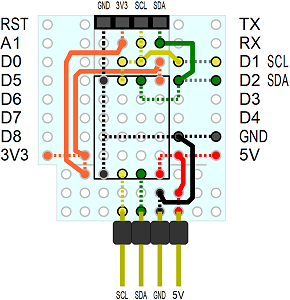 GND 3V3 SCL SDA
RST TX
A1 RX
D0 D1 SCL
D5 D2 SDA
D6 D3
D7 D4
D8 GND
3V3 5V
SCL SDA GND 5V